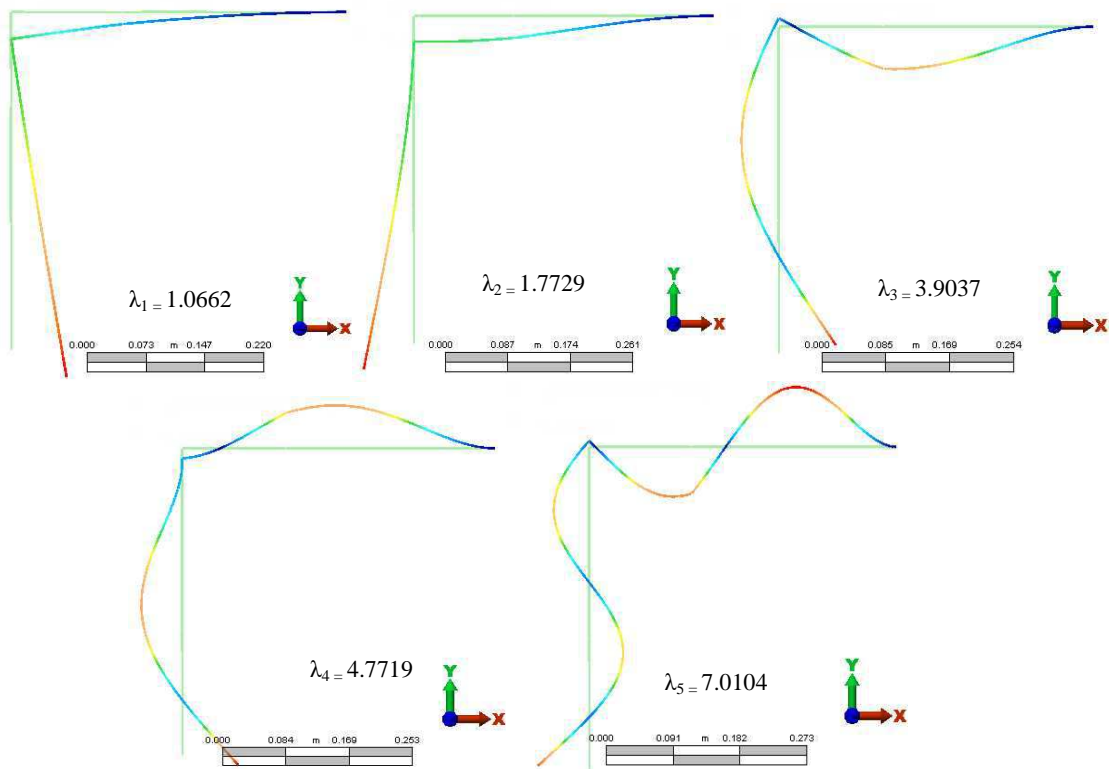 λ1 = 1.0662
Y
X
0.000 0.073 m 0.147 0.220
λ2 = 1.7729
Y
X
0.000 0.087 m 0.174 0.261
λ3 = 3.9037
Y
X
0.000 0.085 m 0.169 0.254
λ4 = 4.7719
Y
X
0.000 0.084 m 0.169 0.253
λ5 = 7.0104
Y
X
0.000 0.091 m 0.182 0.273